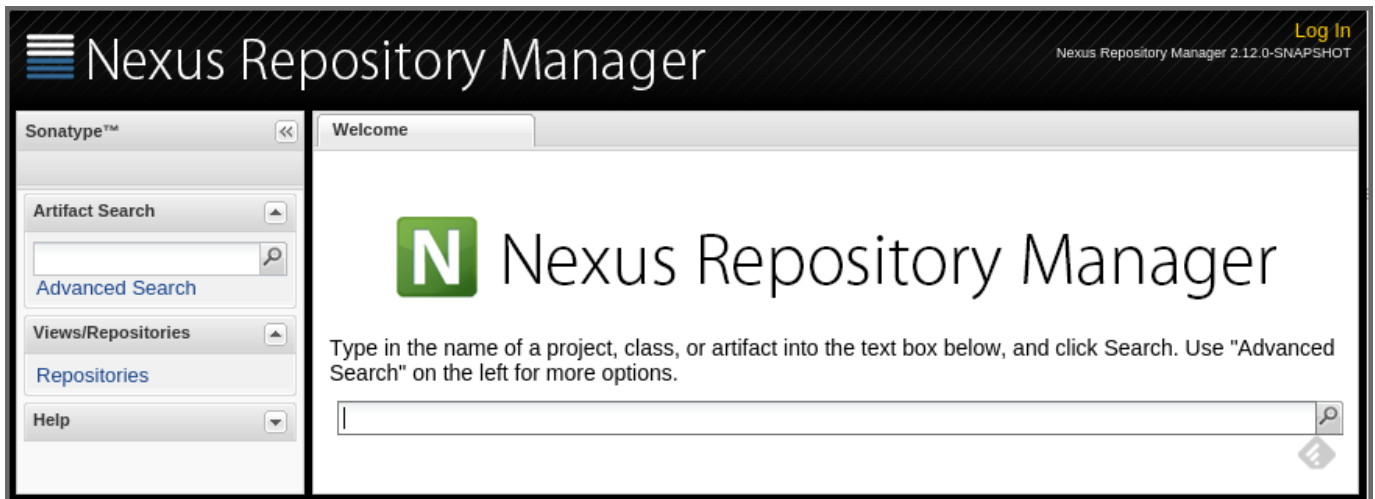 Nexus Repository Manager
Log In
Nexus Repository Manager 2.12.0-SNAPSHOT
Sonatype™
Welcome
Artifact Search
Advanced Search
Views/Repositories
Repositories
Help
N Nexus Repository Manager
Type in the name of a project, class, or artifact into the text box below, and click Search. Use "Advanced
Search" on the left for more options.